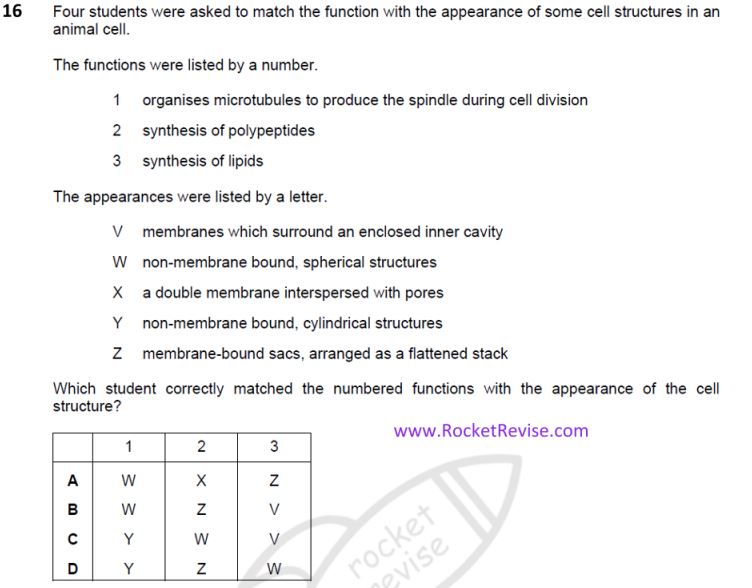 16 Four students were asked to match the function with the appearance of some cell structures in an
animal cell.
The functions were listed by a number.
1 organises microtubules to produce the spindle during cell division
2 synthesis of polypeptides
3 synthesis of lipids
The appearances were listed by a letter.
V membranes which surround an enclosed inner cavity
W non-membrane bound, spherical structures
X a double membrane interspersed with pores
Y non-membrane bound, cylindrical structures
Z membrane-bound sacs, arranged as a flattened stack
Which student correctly matched the numbered functions with the appearance of the cell
structure?
www.RocketRevise.com
1 2 3
A W X Z
B W Z V
C Y W V
D Y Z W
rocket
revise